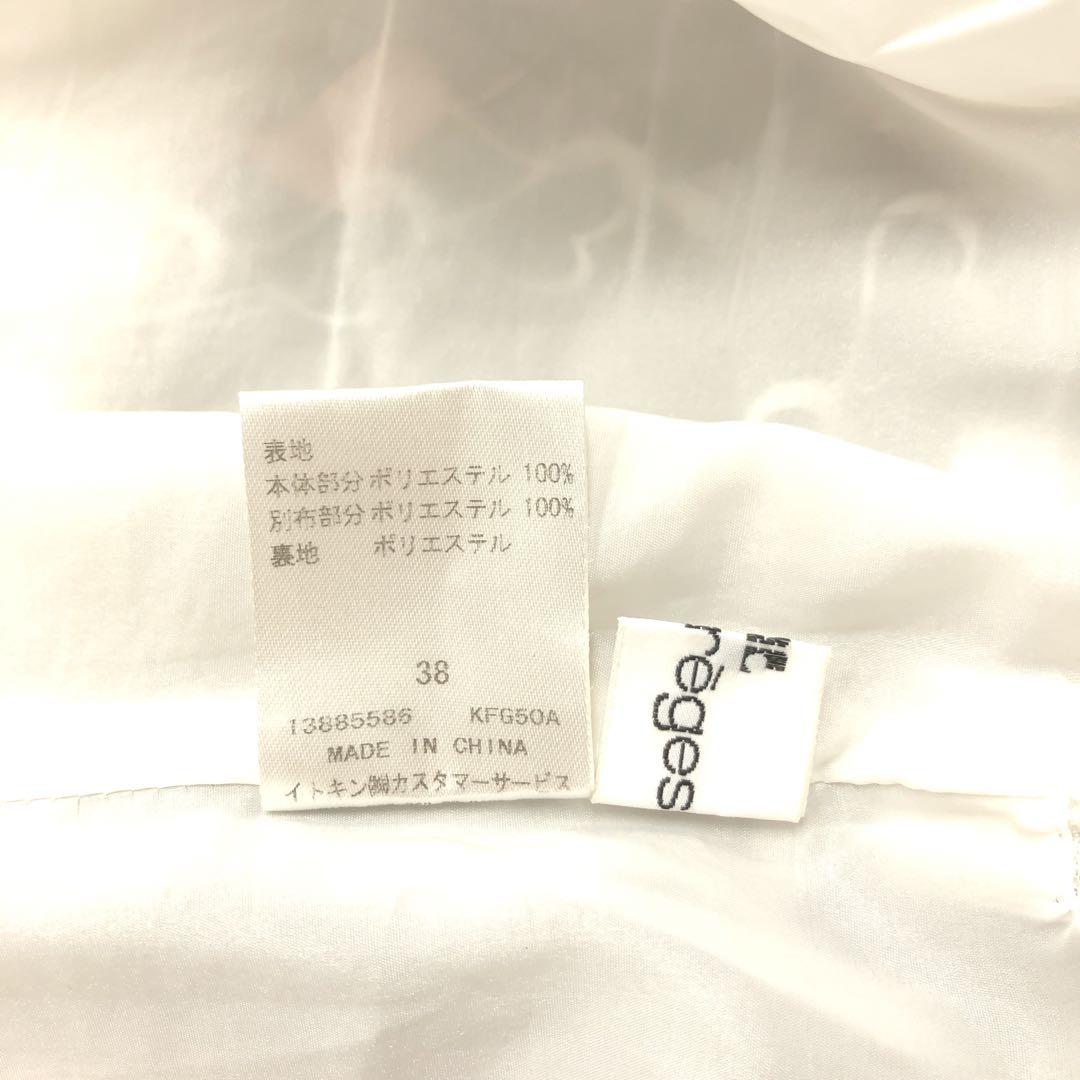 表地
本体部分 ポリエステル 100%
別布部分 ポリエステル 100%
裏地 ポリエステル
38
13885586 KFG50A
MADE IN CHINA
イトキン㈱カスタマーサービス
rēges